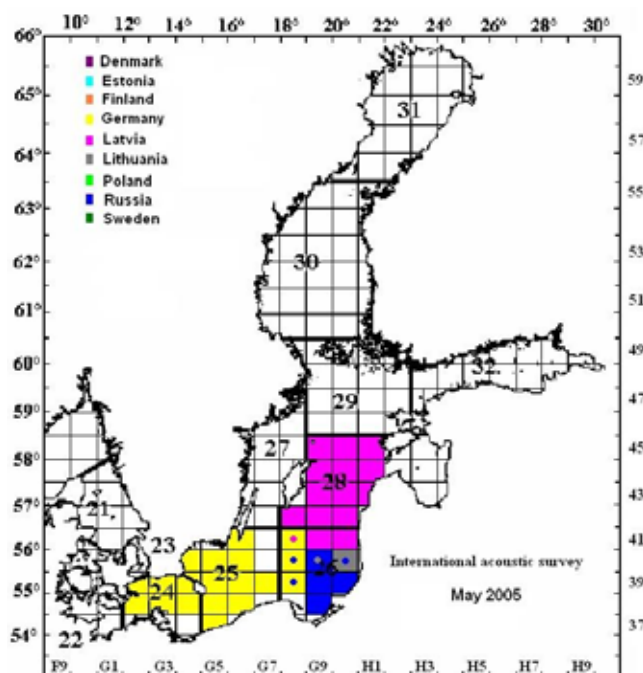 10° 12° 14° 16° 18° 20° 22° 24° 26° 28° 30°
66°
65°
64°
63°
62°
61°
60°
59°
58°
57°
56°
55°
54°
59
57
55
53
51
49
47
45
43
41
39
37
Denmark
Estonia
Finland
Germany
Latvia
Lithuania
Poland
Russia
Sweden
31
30
32
29
27
28
21
23
25
26
24
22
International acoustic survey
May 2005
F9 G1 G3 G5 G7 G9 H1 H3 H5 H7 H9